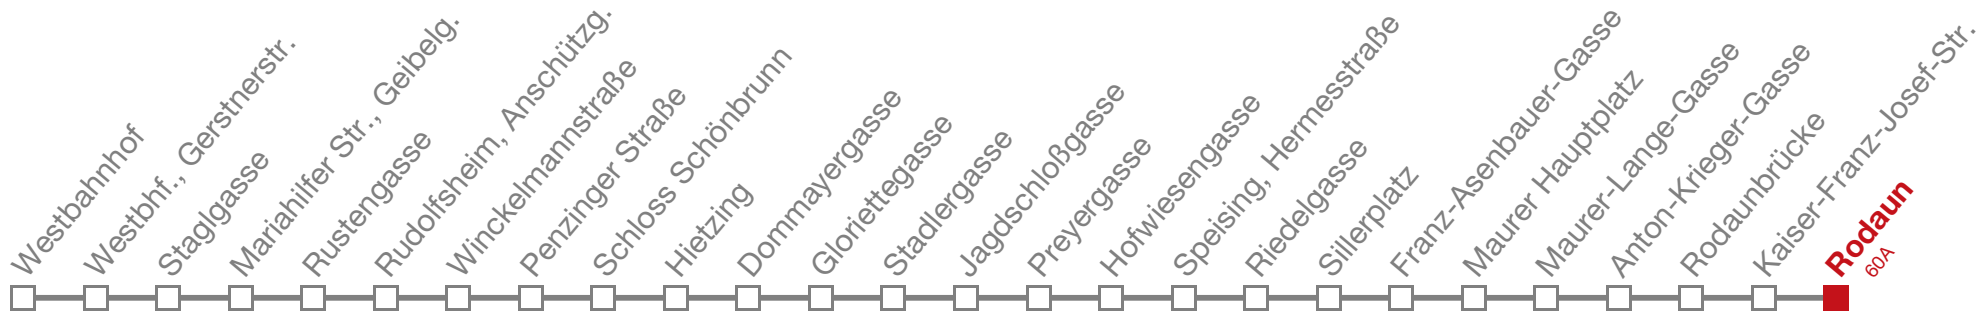 Westbahnhof
Westbhf., Gerstnerstr.
Staglgasse
Mariahilfer Str., Geibelg.
Rustengasse
Rudolfsheim, Anschützg.
Winckelmannstraße
Penzinger Straße
Schloss Schönbrunn
Hietzing
Dommayergasse
Gloriettegasse
Stadlergasse
Jagdschloßgasse
Preyergasse
Hofwiesengasse
Speising, Hermesstraße
Riedelgasse
Sillerplatz
Franz-Asenbauer-Gasse
Maurer Hauptplatz
Maurer-Lange-Gasse
Anton-Krieger-Gasse
Rodaunbrücke
Kaiser-Franz-Josef-Str.
Rodaun
60A